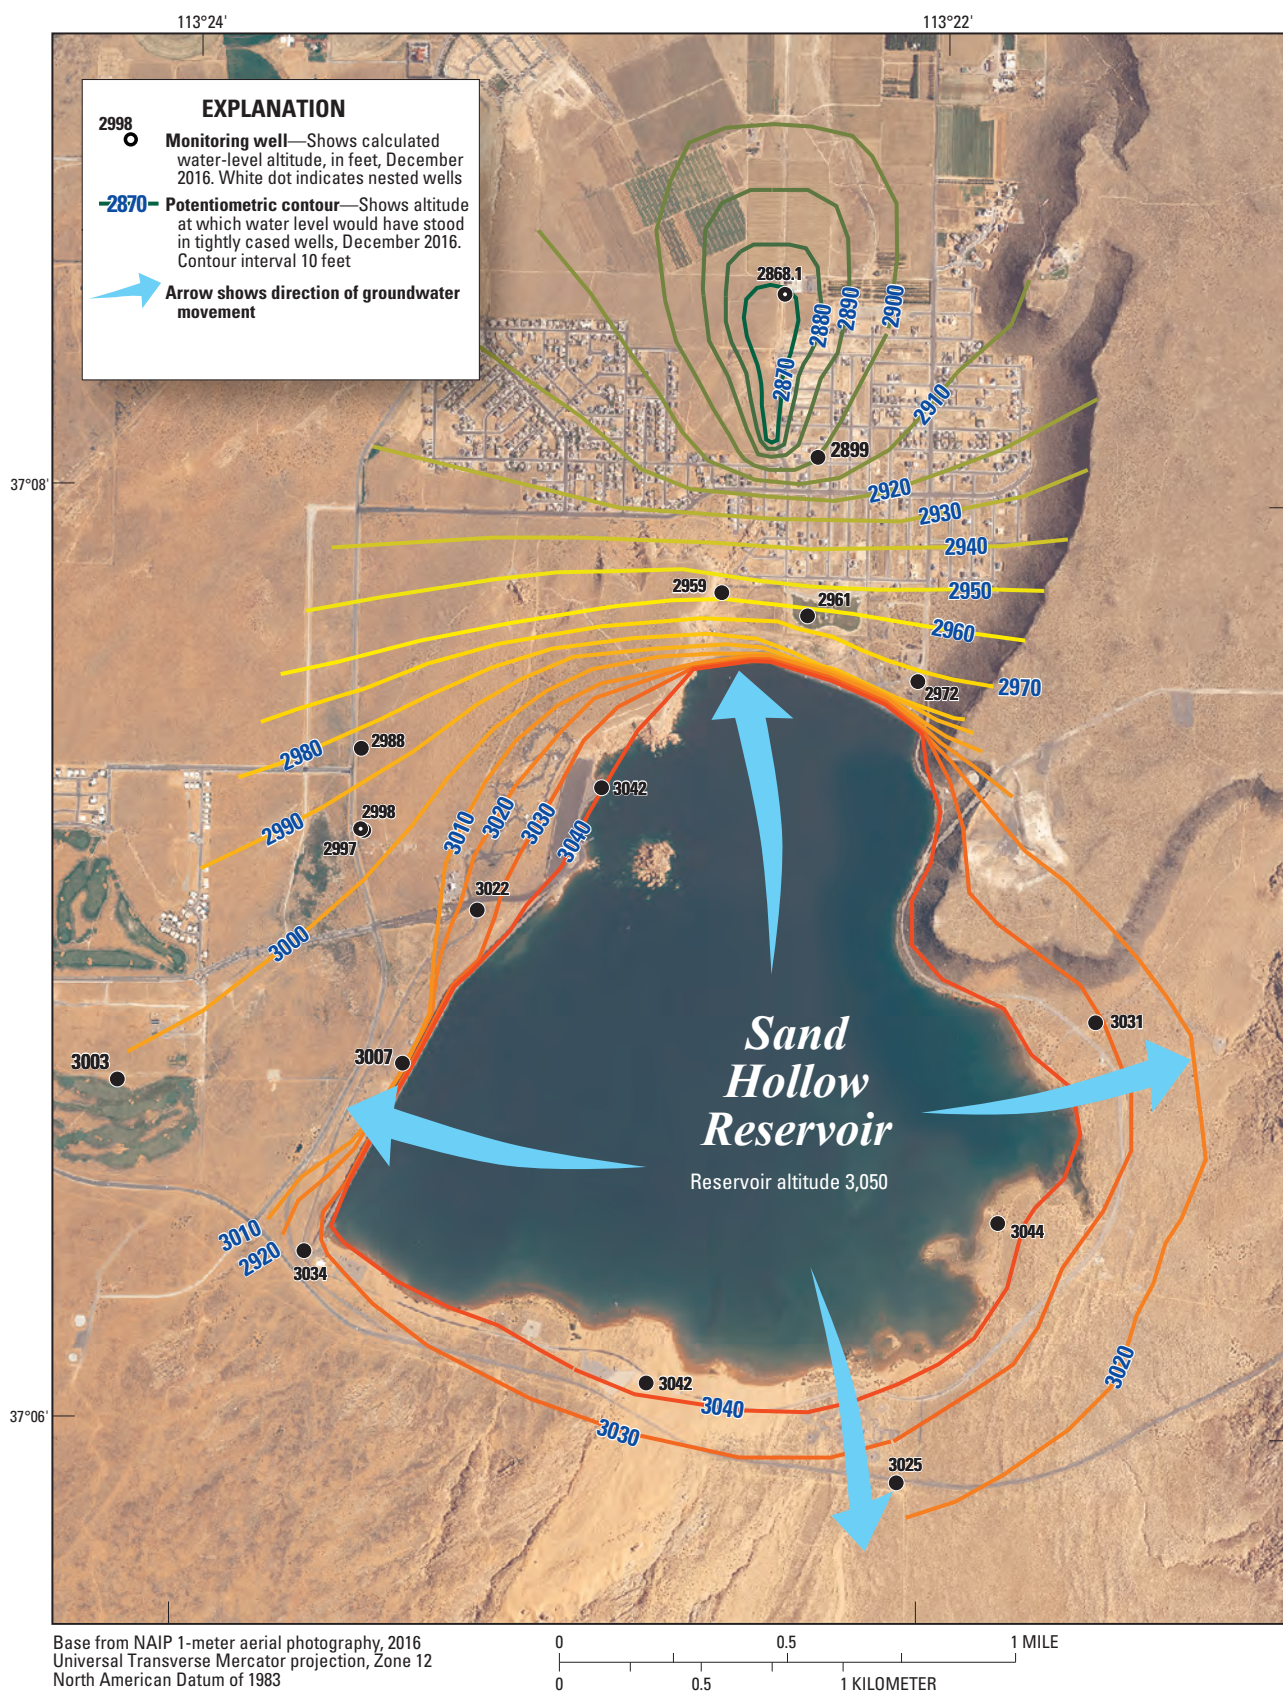 113°24'
113°22'
EXPLANATION
2998
Monitoring well—Shows calculated
water-level altitude, in feet, December
2016. White dot indicates nested wells
2870
Potentiometric contour—Shows altitude
at which water level would have stood
in tightly cased wells, December 2016.
Contour interval 10 feet
Arrow shows direction of groundwater
movement
2868.1
2880
2890
2900
2870
2910
2899
37°08'
2920
2930
2940
2959
2950
2961
2960
2972
2970
2988
2980
3042
2998
2990
2997
3010
3020
3030
3040
3022
3000
3003
3007
Sand
Hollow
Reservoir
Reservoir altitude 3,050
3031
3010
2920
3034
3044
3042
3040
3020
37°06'
3030
3025
Base from NAIP 1-meter aerial photography, 2016
Universal Transverse Mercator projection, Zone 12
North American Datum of 1983
0
0.5
1 MILE
0
0.5
1 KILOMETER